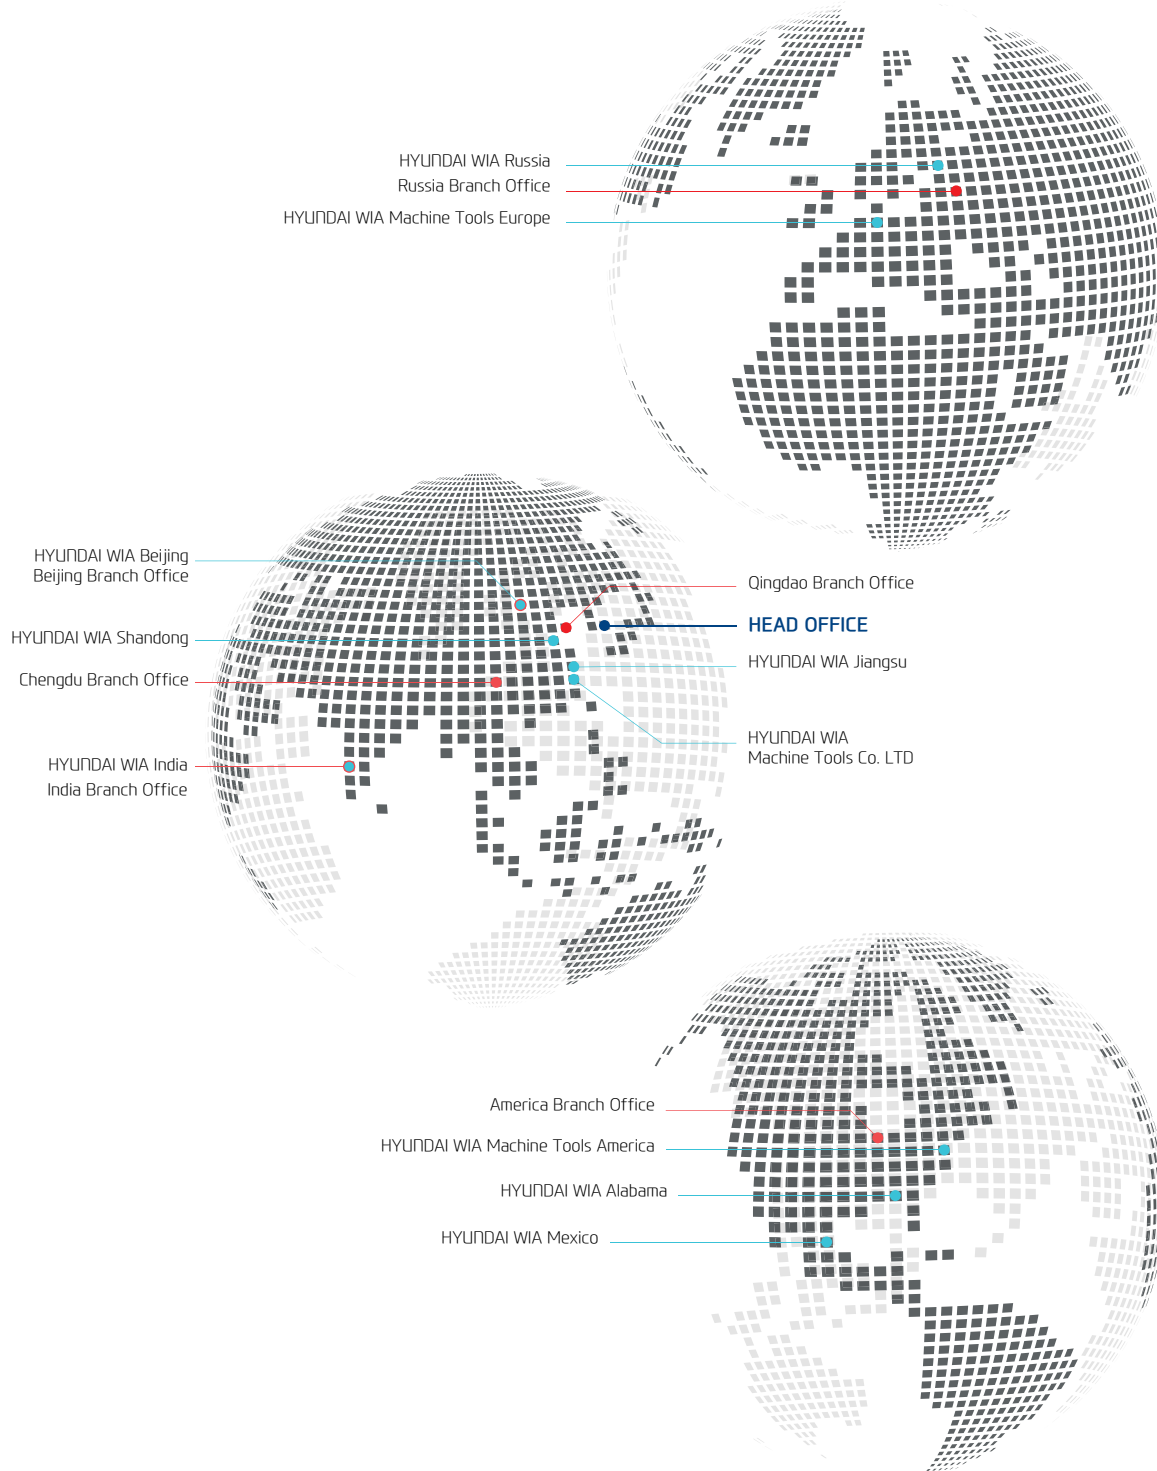 HYUNDAI WIA Russia
Russia Branch Office
HYUNDAI WIA Machine Tools Europe
HYUNDAI WIA Beijing
Beijing Branch Office
HYUNDAI WIA Shandong
Chengdu Branch Office
HYUNDAI WIA India
India Branch Office
Qingdao Branch Office
HEAD OFFICE
HYUNDAI WIA Jiangsu
HYUNDAI WIA
Machine Tools Co. LTD
America Branch Office
HYUNDAI WIA Machine Tools America
HYUNDAI WIA Alabama
HYUNDAI WIA Mexico